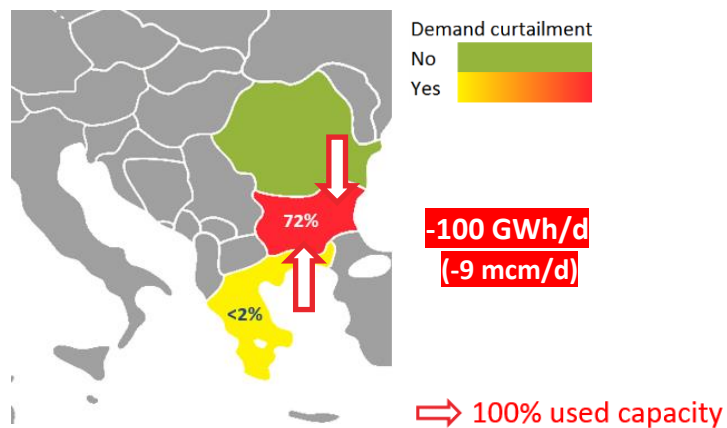 Demand curtailment
No
Yes
72%
-100 GWh/d
(-9 mcm/d)
<2%
100% used capacity